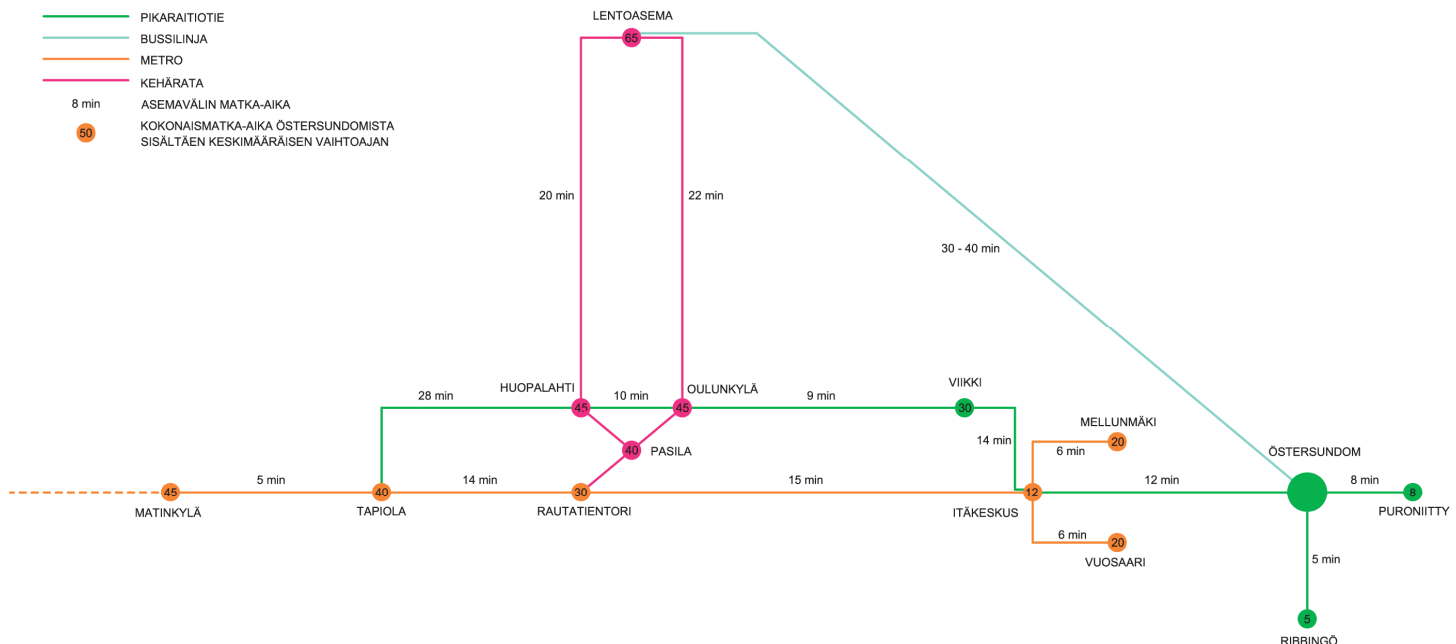 PIKARAITIOTIE
BUSSILINJA
METRO
KEHÄRATA
8 min ASEMAVÄLIN MATKA-AIKA
50 KOKONAISMATKA-AIKA ÖSTERSUNDOMISTA
SISÄLTÄEN KESKIMÄÄRÄISEN VAIHTOAJAN
LENTOASEMA
65
20 min
22 min
30 - 40 min
HUOPALAHTI
OULUNKYLÄ
VIIKKI
28 min
10 min
9 min
45
45
30
14 min
40
PASILA
MELLUNMÄKI
20
6 min
ÖSTERSUNDOM
5 min
14 min
15 min
12 min
8 min
45
40
30
12
8
MATINKYLÄ
TAPIOLA
RAUTATIENTORI
ITÄKESKUS
PURONIITTY
6 min
20
VUOSAARI
5 min
5
RIBBINGÖ